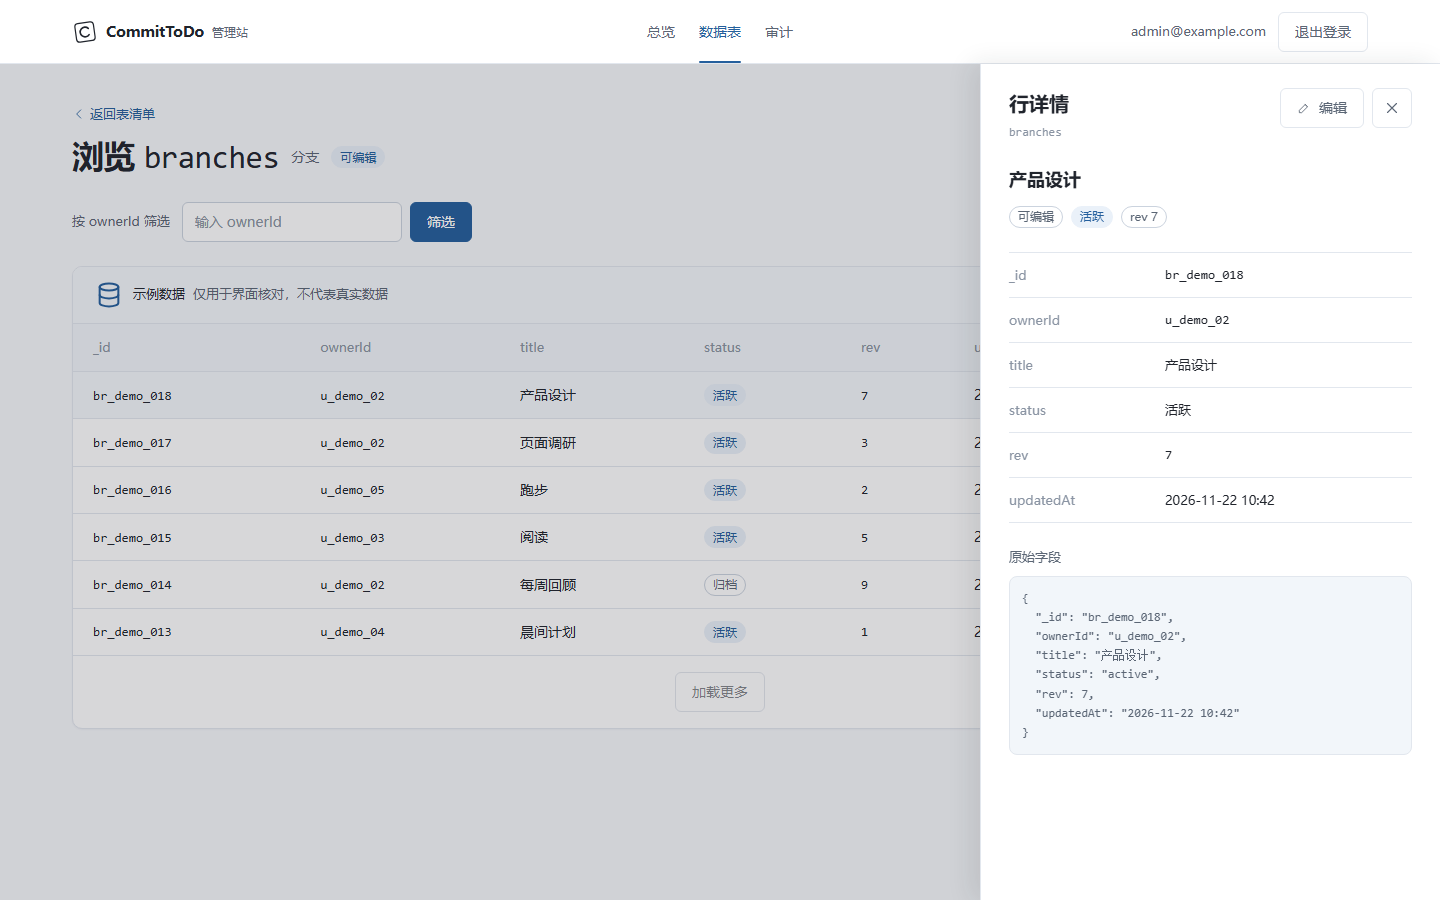 CommitToDo 管理站
总览 数据表 审计
admin@example.com 退出登录
返回表清单
浏览 branches 分支 可编辑
按 ownerId 筛选 输入 ownerId 筛选
示例数据 仅用于界面核对，不代表真实数据
_id ownerId title status rev u
br_demo_018 u_demo_02 产品设计 活跃 7 2
br_demo_017 u_demo_02 页面调研 活跃 3 2
br_demo_016 u_demo_05 跑步 活跃 2 2
br_demo_015 u_demo_03 阅读 活跃 5 2
br_demo_014 u_demo_02 每周回顾 归档 9 2
br_demo_013 u_demo_04 晨间计划 活跃 1 2
加载更多
行详情 编辑
branches
产品设计
可编辑 活跃 rev 7
_id br_demo_018
ownerId u_demo_02
title 产品设计
status 活跃
rev 7
updatedAt 2026-11-22 10:42
原始字段
{
"_id": "br_demo_018",
"ownerId": "u_demo_02",
"title": "产品设计",
"status": "active",
"rev": 7,
"updatedAt": "2026-11-22 10:42"
}